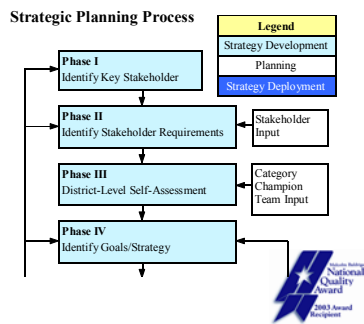 Strategic Planning Process
Legend
Strategy Development
Planning
Strategy Deployment
Phase I
Identify Key Stakeholder
Phase II
Identify Stakeholder Requirements
Stakeholder
Input
Phase III
District-Level Self-Assessment
Category
Champion
Team Input
Phase IV
Identify Goals/Strategy
National
Quality
Award
2003 Award
Recipient